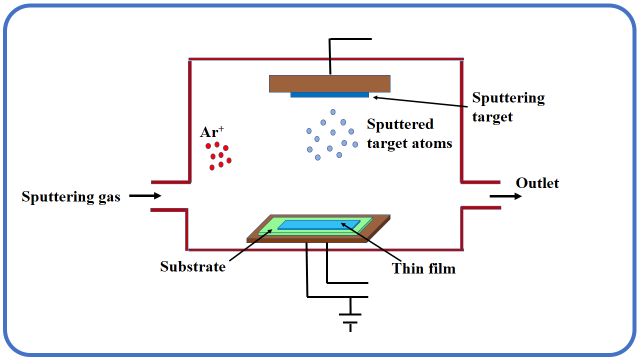 Sputtering
target
Ar+
Sputtered
target atoms
Sputtering gas
Outlet
Substrate
Thin film